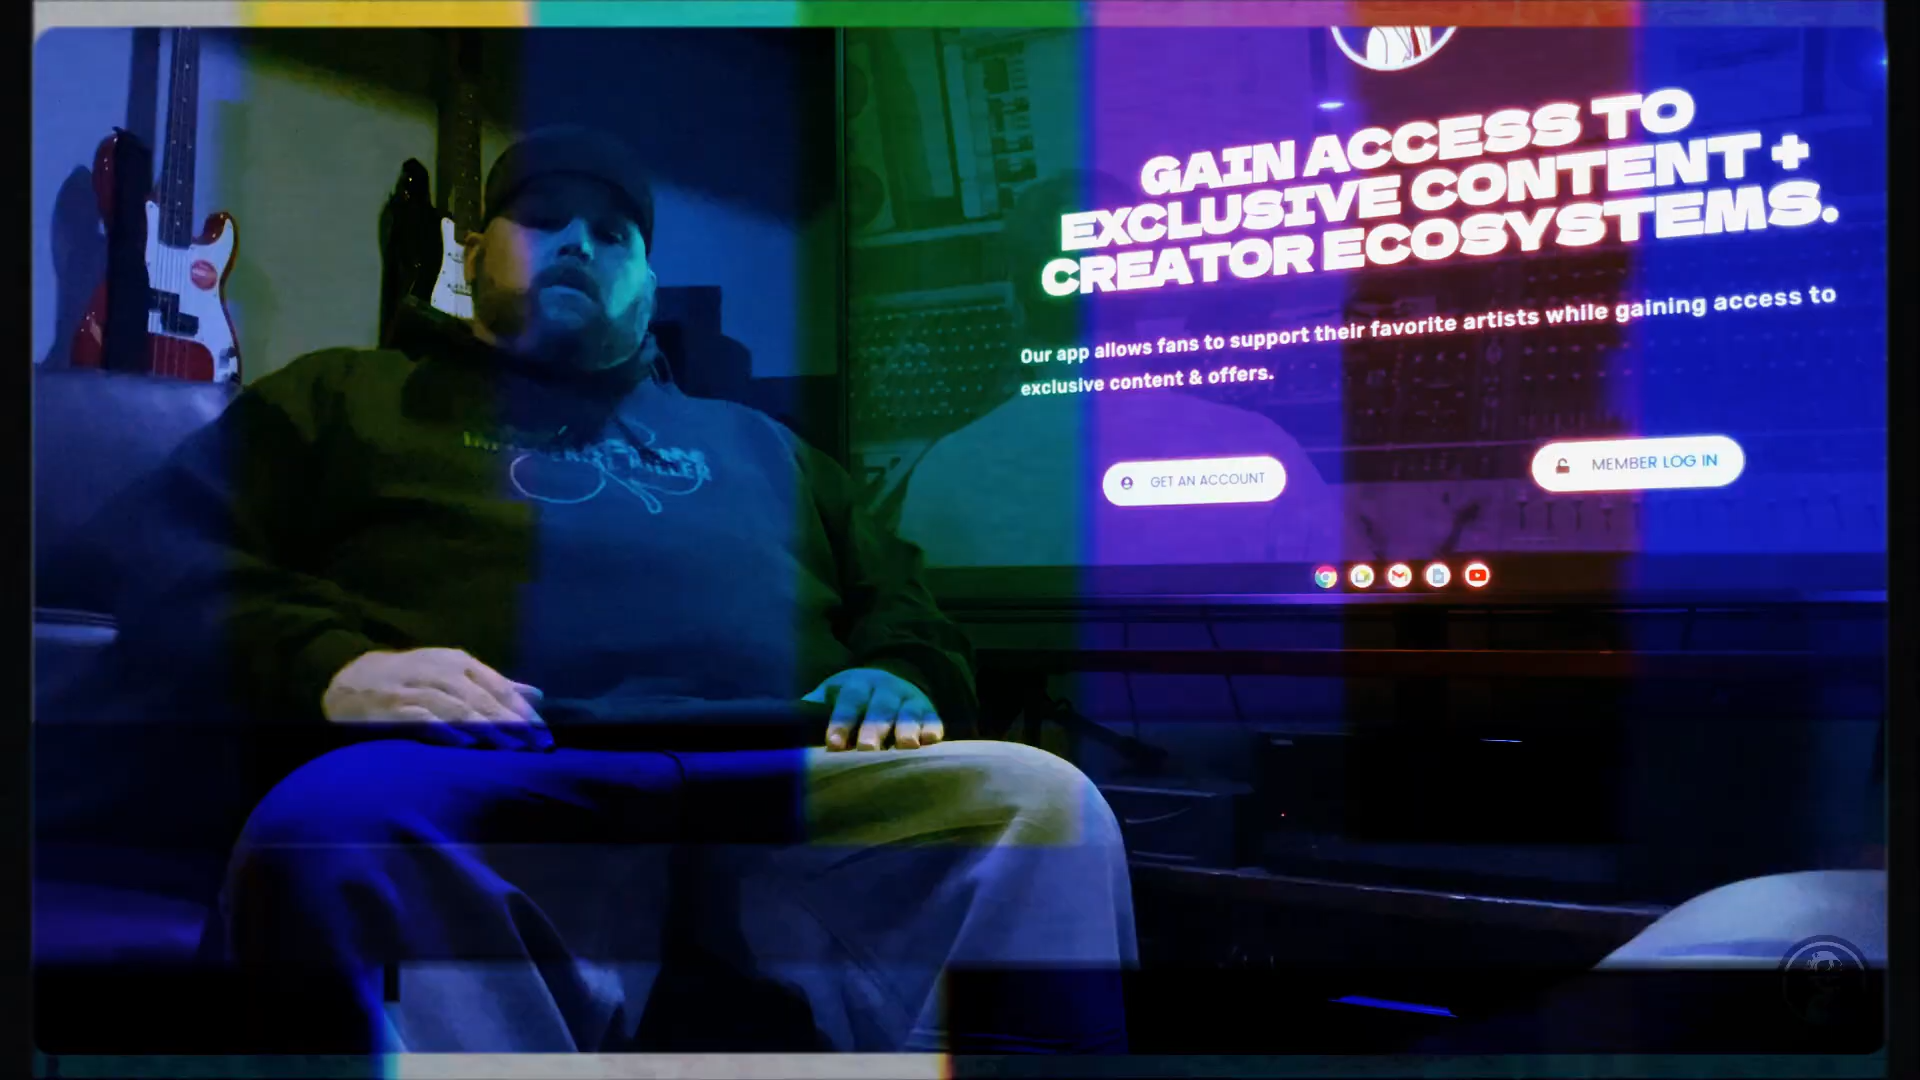 GAIN ACCESS TO
EXCLUSIVE CONTENT +
CREATOR ECOSYSTEMS.
Our app allows fans to support their favorite artists while gaining access to
exclusive content & offers.
GET AN ACCOUNT
MEMBER LOG IN
KILLER